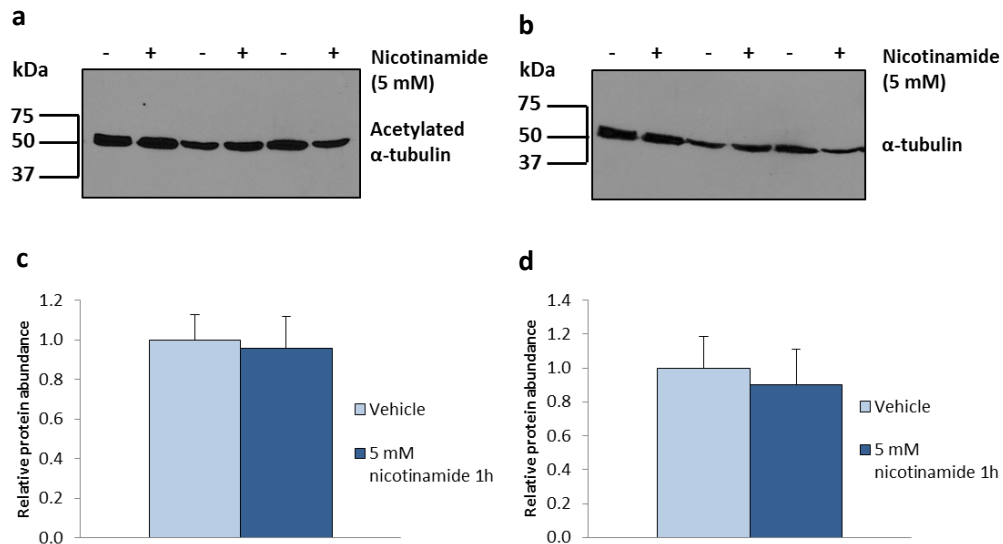 a
- + - + - + Nicotinamide
(5 mM)
kDa
75
50
37
Acetylated
α-tubulin
b
- + - + - + Nicotinamide
(5 mM)
kDa
75
50
37
α-tubulin
c
Relative protein abundance
1.2
1.0
0.8
0.6
0.4
0.2
0.0
Vehicle
5 mM
nicotinamide 1h
d
Relative protein abundance
1.4
1.2
1.0
0.8
0.6
0.4
0.2
0.0
Vehicle
5 mM
nicotinamide 1h